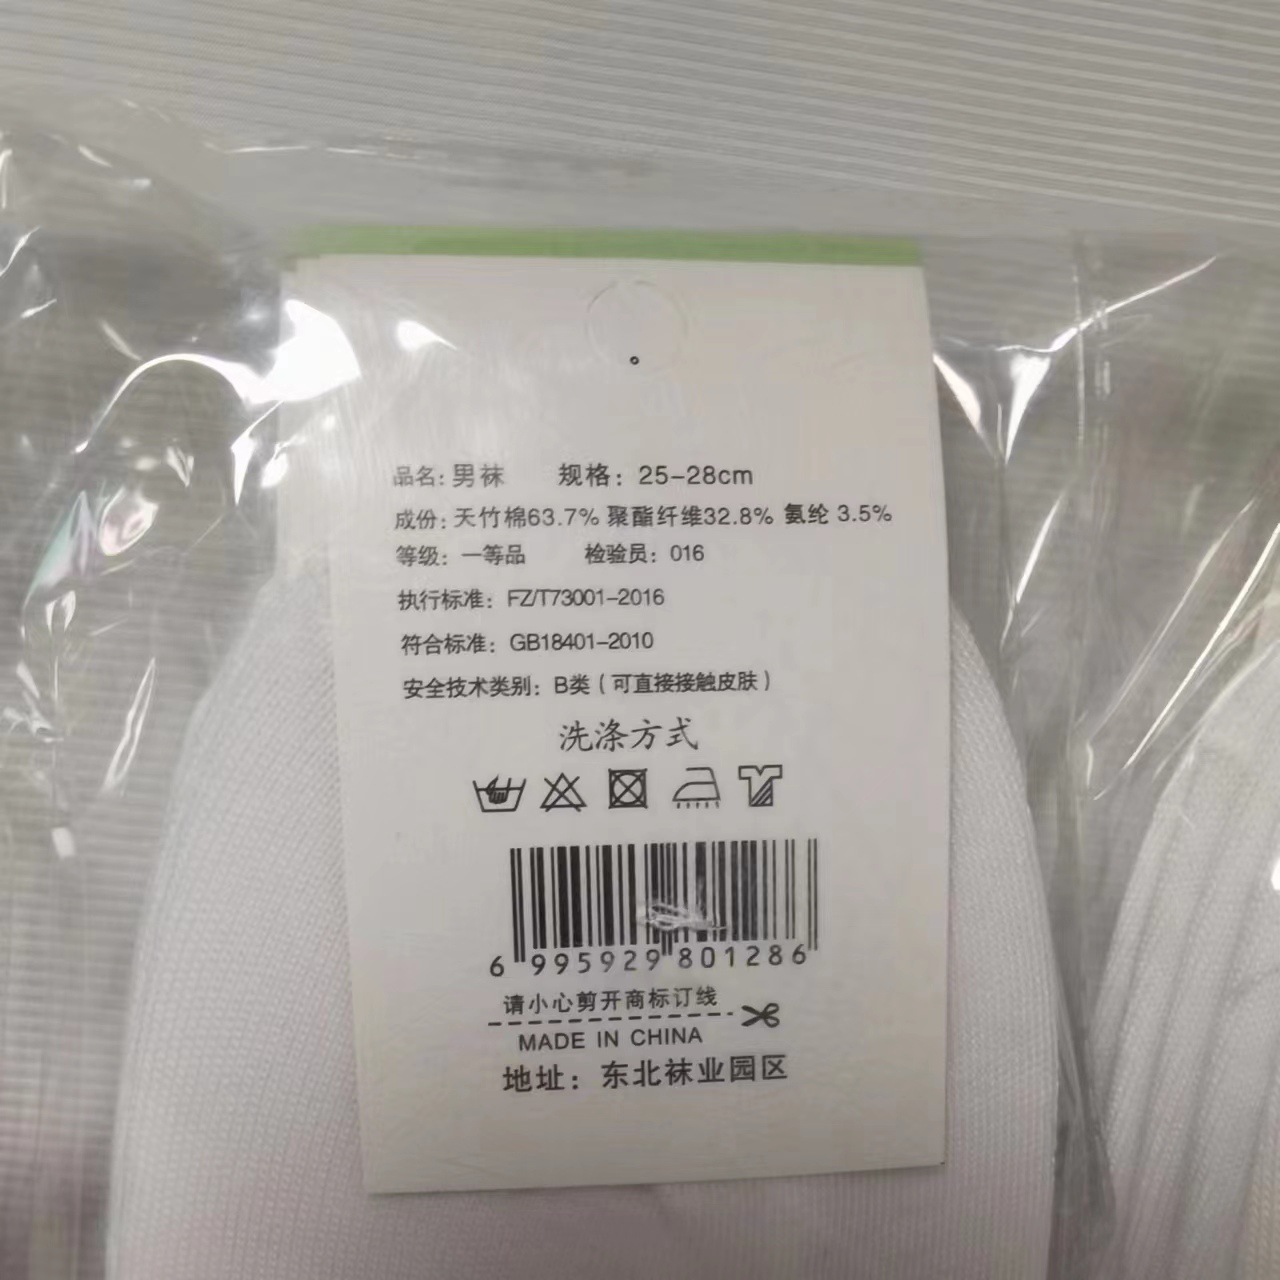 品名: 男袜 规格: 25-28cm
成份: 天竹棉63.7% 聚酯纤维32.8% 氨纶 3.5%
等级: 一等品 检验员: 016
执行标准: FZ/T73001-2016
符合标准: GB18401-2010
安全技术类别: B类 (可直接接触皮肤)
洗涤方式
6 995929 801286
请小心剪开商标订线
MADE IN CHINA
地址: 东北袜业园区